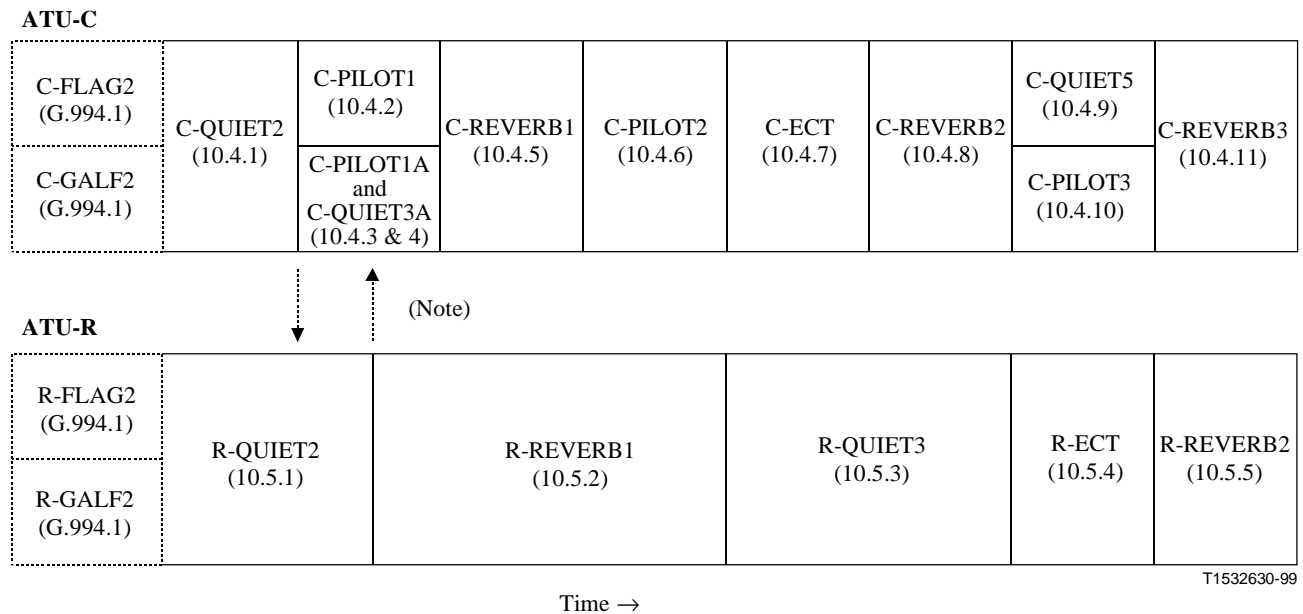 ATU-C
C-FLAG2
(G.994.1)
C-GALF2
(G.994.1)
C-QUIET2
(10.4.1)
C-PILOT1
(10.4.2)
C-PILOT1A
and
C-QUIET3A
(10.4.3 & 4)
C-REVERB1
(10.4.5)
C-PILOT2
(10.4.6)
C-ECT
(10.4.7)
C-REVERB2
(10.4.8)
C-QUIET5
(10.4.9)
C-PILOT3
(10.4.10)
C-REVERB3
(10.4.11)
(Note)
ATU-R
R-FLAG2
(G.994.1)
R-GALF2
(G.994.1)
R-QUIET2
(10.5.1)
R-REVERB1
(10.5.2)
R-QUIET3
(10.5.3)
R-ECT
(10.5.4)
R-REVERB2
(10.5.5)
T1532630-99
Time →